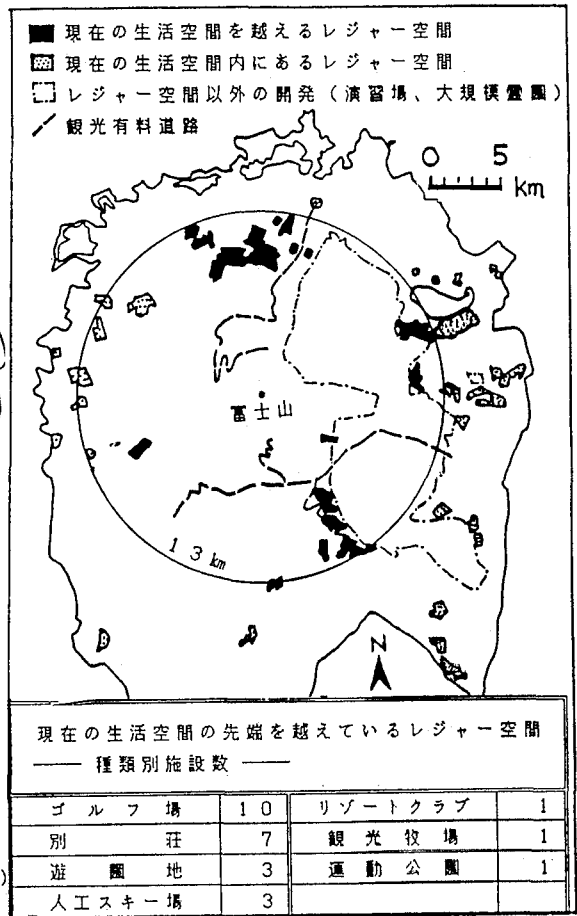 現在の生活空間を越えるレジャー空間
現在の生活空間内にあるレジャー空間
レジャー空間以外の開発(演習場、大規模霊園)
観光有料道路
0 5
Km
富士山
13km
N
現在の生活空間の先端を越えているレジャー空間
—— 種類別施設数 ——
ゴルフ場 10 リゾートクラブ 1
別荘 7 観光牧場 1
遊園地 3 運動公園 1
人工スキー場 3